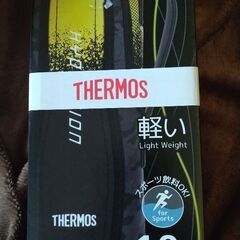 THERMOS
軽い
Light Weight
スポーツ飲料OK!
for
Sports
THERMOS